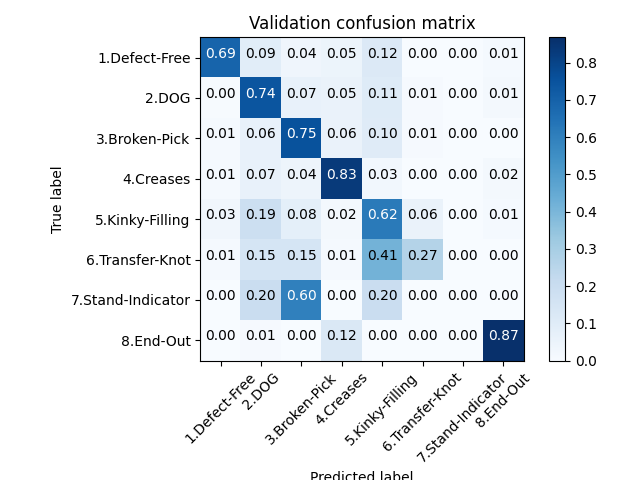 Validation confusion matrix
True label
1.Defect-Free 0.69 0.09 0.04 0.05 0.12 0.00 0.00 0.01
2.DOG 0.00 0.74 0.07 0.05 0.11 0.01 0.00 0.01
3.Broken-Pick 0.01 0.06 0.75 0.06 0.10 0.01 0.00 0.00
4.Creases 0.01 0.07 0.04 0.83 0.03 0.00 0.00 0.02
5.Kinky-Filling 0.03 0.19 0.08 0.02 0.62 0.06 0.00 0.01
6.Transfer-Knot 0.01 0.15 0.15 0.01 0.41 0.27 0.00 0.00
7.Stand-Indicator 0.00 0.20 0.60 0.00 0.20 0.00 0.00 0.00
8.End-Out 0.00 0.01 0.00 0.12 0.00 0.00 0.00 0.87
1.Defect-Free
2.DOG
3.Broken-Pick
4.Creases
5.Kinky-Filling
6.Transfer-Knot
7.Stand-Indicator
8.End-Out
Predicted label
0.8
0.7
0.6
0.5
0.4
0.3
0.2
0.1
0.0